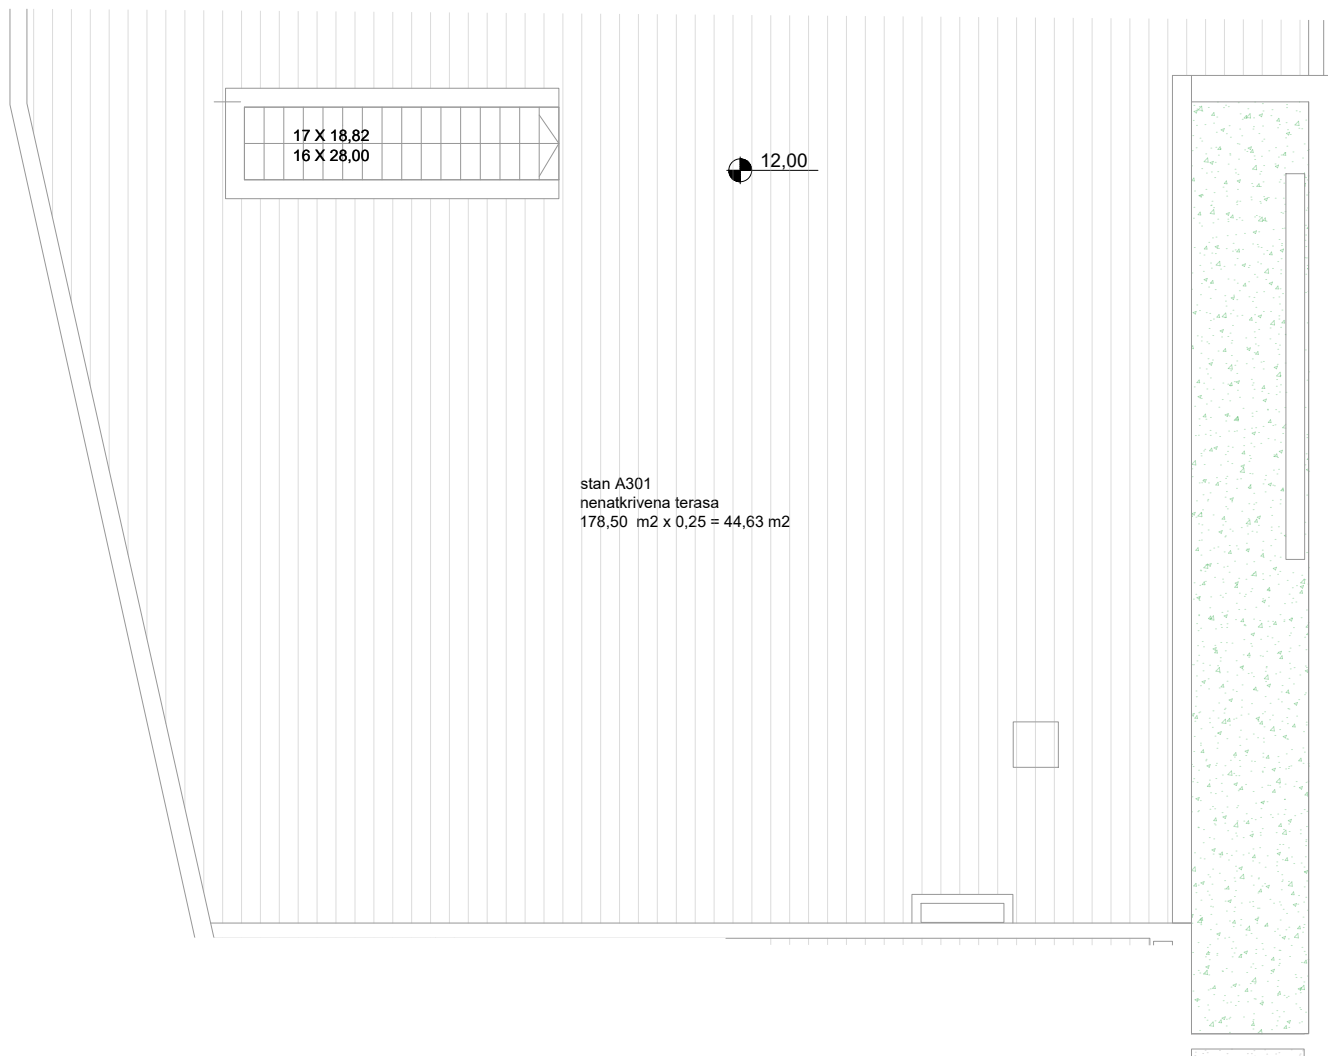 17 X 18,82
16 X 28,00
12,00
stan A301
nenatkrivena terasa
178,50  m2 x 0,25 = 44,63 m2